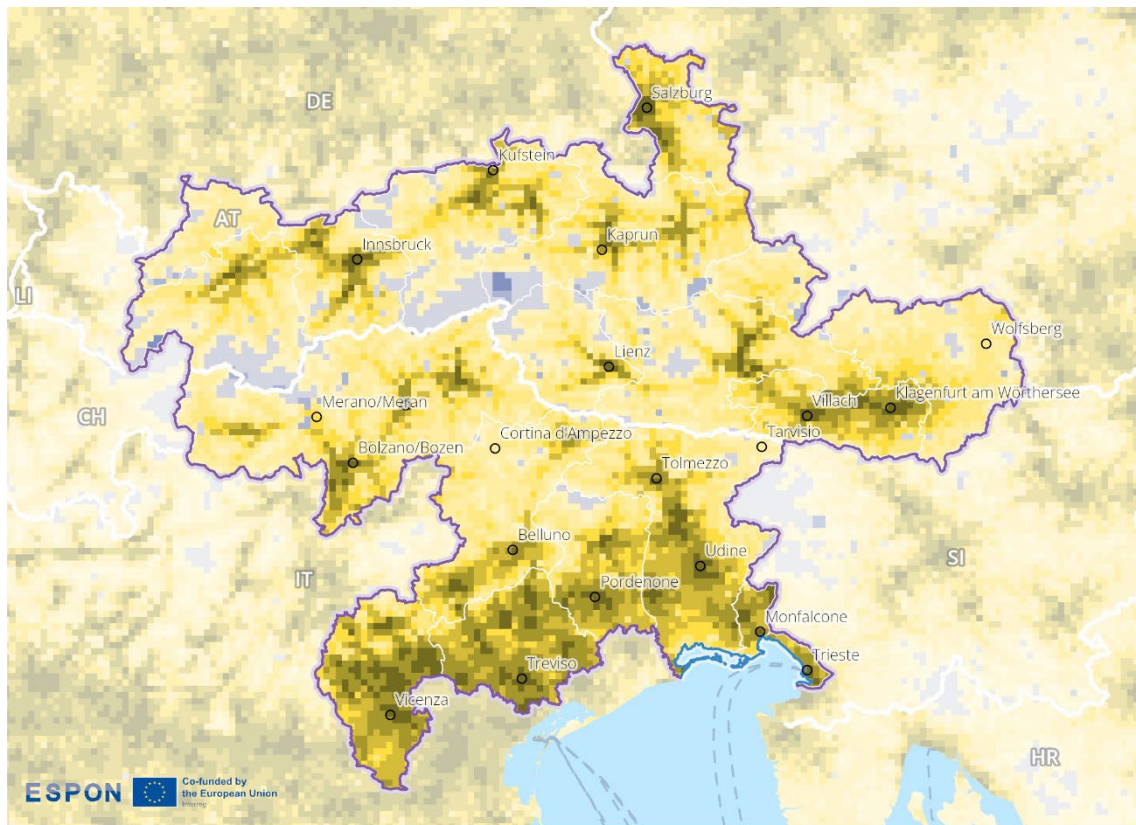 DE
Salzburg
Kufstein
AT
Kaprun
Innsbruck
LI
Wolfsberg
Lienz
Klagenfurt am Wörthersee
Merano/Meran
Villach
CH
Cortina d'Ampezzo
Tarvisio
Bolzano/Bozen
Tolmezzo
Belluno
Udine
SI
IT
Pordenone
Monfalcone
Treviso
Trieste
Vicenza
HR
ESPON
Co-funded by
the European Union
Interreg